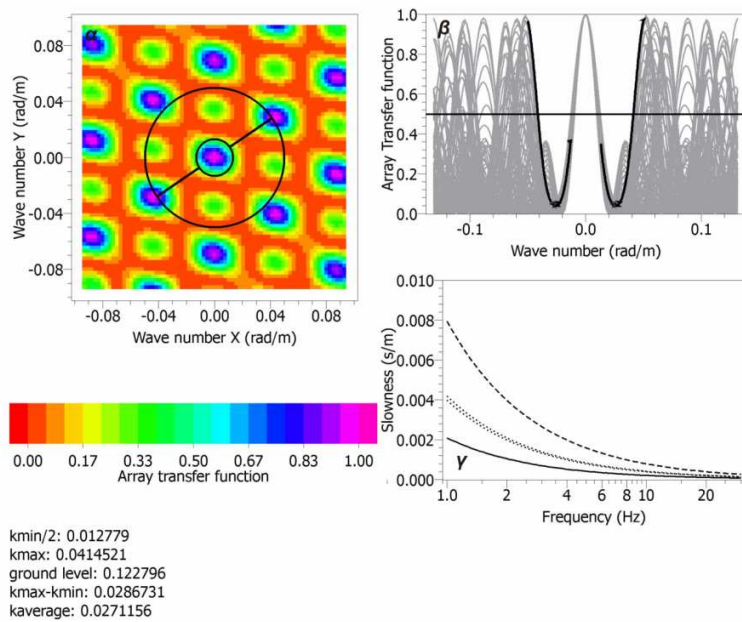 α
Wave number Y (rad/m)
0.08
0.04
0.00
-0.04
-0.08
-0.08 -0.04 0.00 0.04 0.08
Wave number X (rad/m)
β
Array Transfer function
1.0
0.8
0.6
0.4
0.2
0.0
-0.1 0.0 0.1
Wave number (rad/m)
0.00 0.17 0.33 0.50 0.67 0.83 1.00
Array transfer function
Slowness (s/m)
0.010
0.008
0.006
0.004
0.002
0.000
γ
1.0 2 4 6 8 10 20
Frequency (Hz)
kmin/2: 0.012779
kmax: 0.0414521
ground level: 0.122796
kmax-kmin: 0.0286731
kaverage: 0.0271156